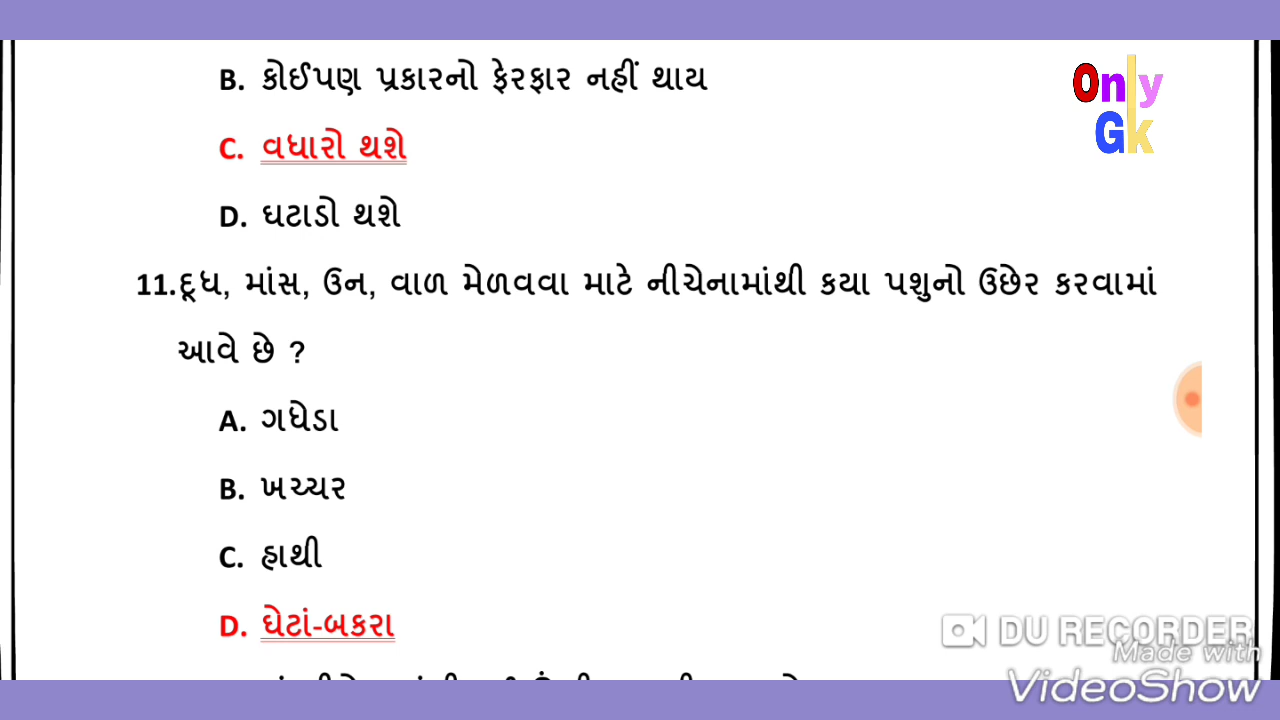 B. કોઈપણ પ્રકારનો ફેરફાર નહીં થાય
Only
Gk
C. વધારો થશે
D. ઘટાડો થશે
11. દૂધ, માંસ, ઉન, વાળ મેળવવા માટે નીચેનામાંથી કયા પશુનો ઉછેર કરવામાં
આવે છે ?
A. ગધેડા
B. ખચ્ચર
C. હાથી
D. ઘેટાં-બકરા
DU RECORDER
Made with
VideoShow